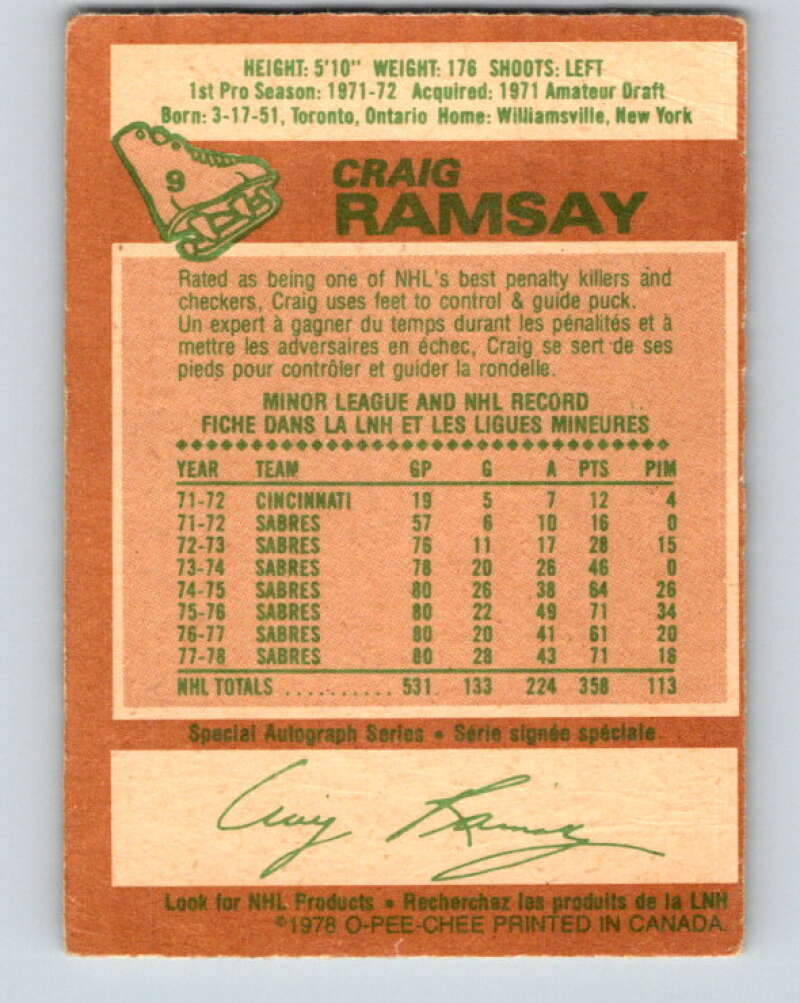 HEIGHT: 5'10" WEIGHT: 176 SHOOTS: LEFT
1st Pro Season: 1971-72 Acquired: 1971 Amateur Draft
Born: 3-17-51, Toronto, Ontario Home: Williamsville, New York
9
CRAIG
RAMSAY
Rated as being one of NHL's best penalty killers and
checkers, Craig uses feet to control & guide puck.
Un expert à gagner du temps durant les pénalités et à
mettre les adversaires en échec, Craig se sert de ses
pieds pour contrôler et guider la rondelle.
MINOR LEAGUE AND NHL RECORD
FICHE DANS LA LNH ET LES LIGUES MINEURES
YEAR TEAM GP G A PTS PIM
71-72 CINCINNATI 19 5 7 12 4
71-72 SABRES 57 6 10 16 0
72-73 SABRES 76 11 17 28 15
73-74 SABRES 78 20 26 46 0
74-75 SABRES 80 26 38 64 26
75-76 SABRES 80 22 49 71 34
76-77 SABRES 80 20 41 61 20
77-78 SABRES 80 28 43 71 18
NHL TOTALS .......... 531 133 224 358 113
Special Autograph Series • Série signée spéciale
Craig Ramsay
Look for NHL Products • Recherchez les produits de la LNH
©1978 O-PEE-CHEE PRINTED IN CANADA.